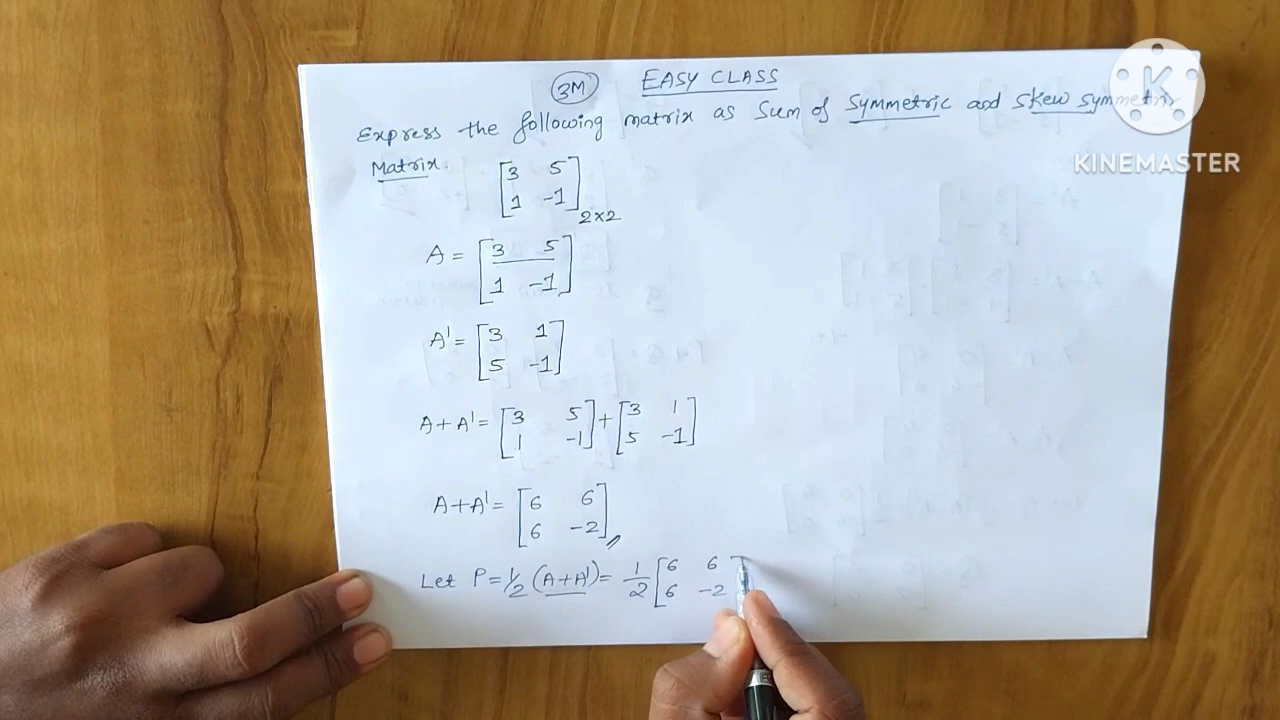 3M EASY CLASS
KINEMASTER
Express the following matrix as sum of Symmetric and Skew symmetric
Matrix. [3 5
1 -1] 2×2
A = [3 5
1 -1]
A' = [3 1
5 -1]
A+A' = [3 5
1 -1] + [3 1
5 -1]
A+A' = [6 6
6 -2]
Let P = 1/2 (A+A') = 1/2 [6 6
6 -2